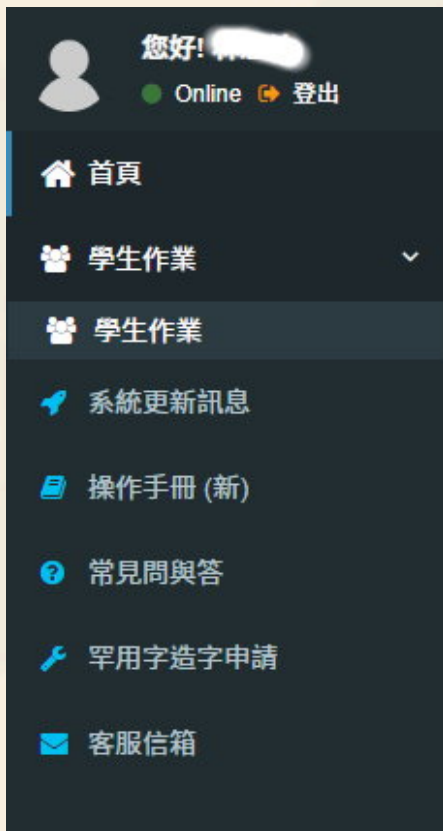 您好!
Online 登出
首頁
學生作業
學生作業
系統更新訊息
操作手冊 (新)
常見問與答
罕用字造字申請
客服信箱